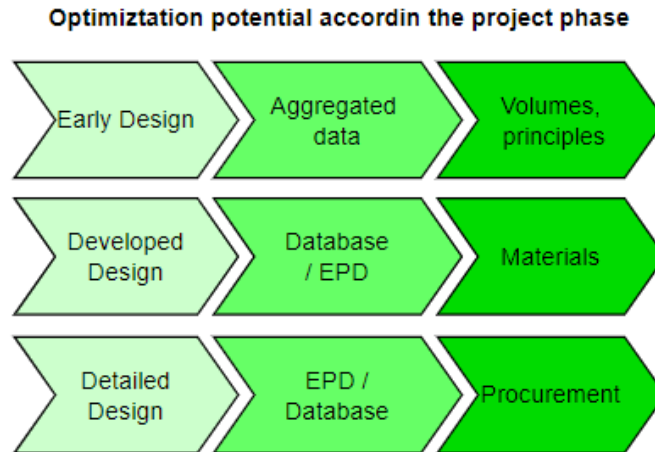 Optimiztation potential accordin the project phase
Early Design
Aggregated
data
Volumes,
principles
Developed
Design
Database
/ EPD
Materials
Detailed
Design
EPD /
Database
Procurement